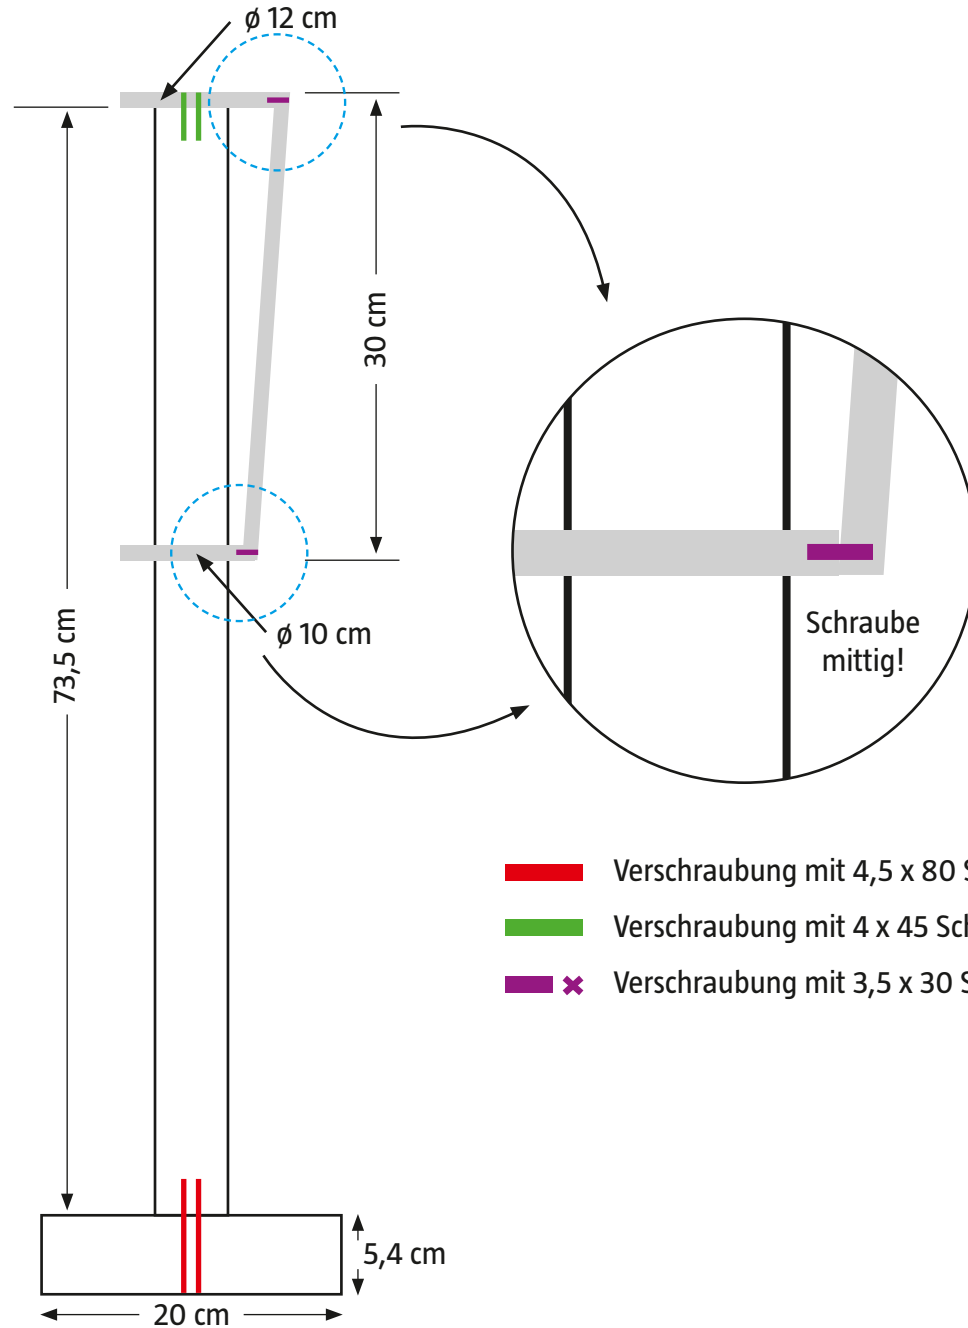 ø 12 cm
30 cm
73,5 cm
ø 10 cm
Schraube
mittig!
Verschraubung mit 4,5 x 80
Verschraubung mit 4 x 45
Verschraubung mit 3,5 x 30
5,4 cm
20 cm